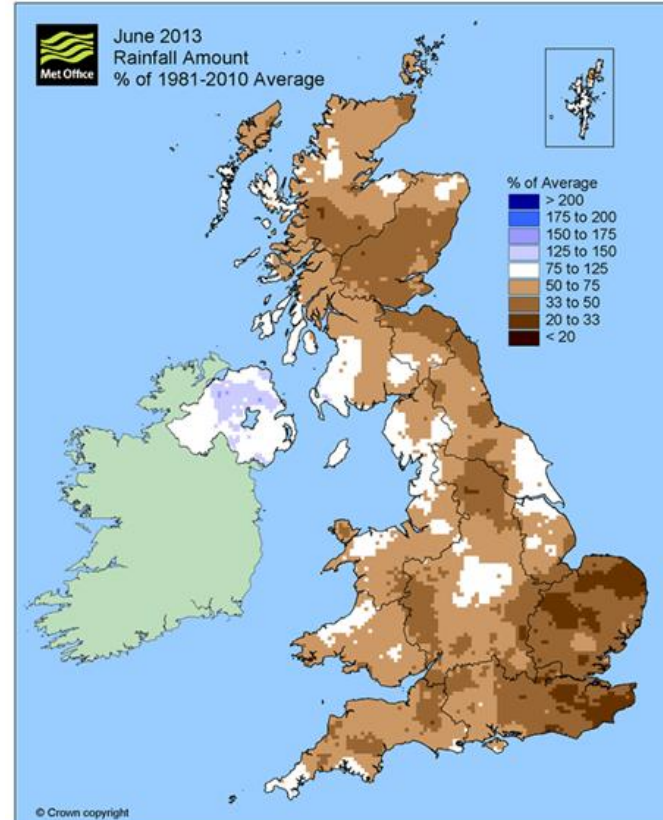 Met Office
June 2013
Rainfall Amount
% of 1981-2010 Average
% of Average
> 200
175 to 200
150 to 175
125 to 150
75 to 125
50 to 75
33 to 50
20 to 33
< 20
© Crown copyright